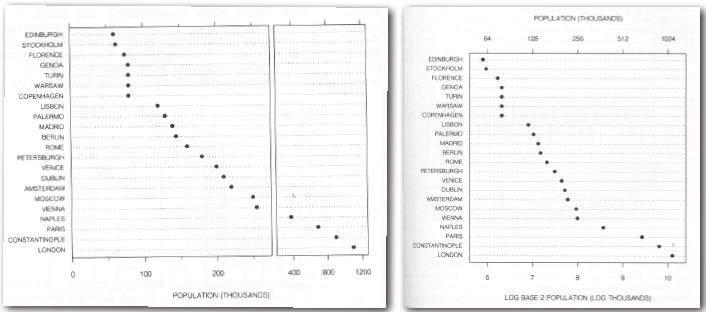 EDINBURGH
STOCKHOLM
FLORENCE
GENOA
TURIN
WARSAW
COPENHAGEN
LISBON
PALERMO
MADRID
BERLIN
ROME
PETERSBURGH
VENICE
DUBLIN
AMSTERDAM
MOSCOW
VIENNA
NAPLES
PARIS
CONSTANTINOPLE
LONDON
0 100 200 400 800 1200
POPULATION (THOUSANDS)
POPULATION (THOUSANDS)
64 128 256 512 1024
EDINBURGH
STOCKHOLM
FLORENCE
GENOA
TURIN
WARSAW
COPENHAGEN
LISBON
PALERMO
MADRID
BERLIN
ROME
PETERSBURGH
VENICE
DUBLIN
AMSTERDAM
MOSCOW
VIENNA
NAPLES
PARIS
CONSTANTINOPLE
LONDON
6 7 8 9 10
LOG BASE 2 POPULATION (LOG THOUSANDS)